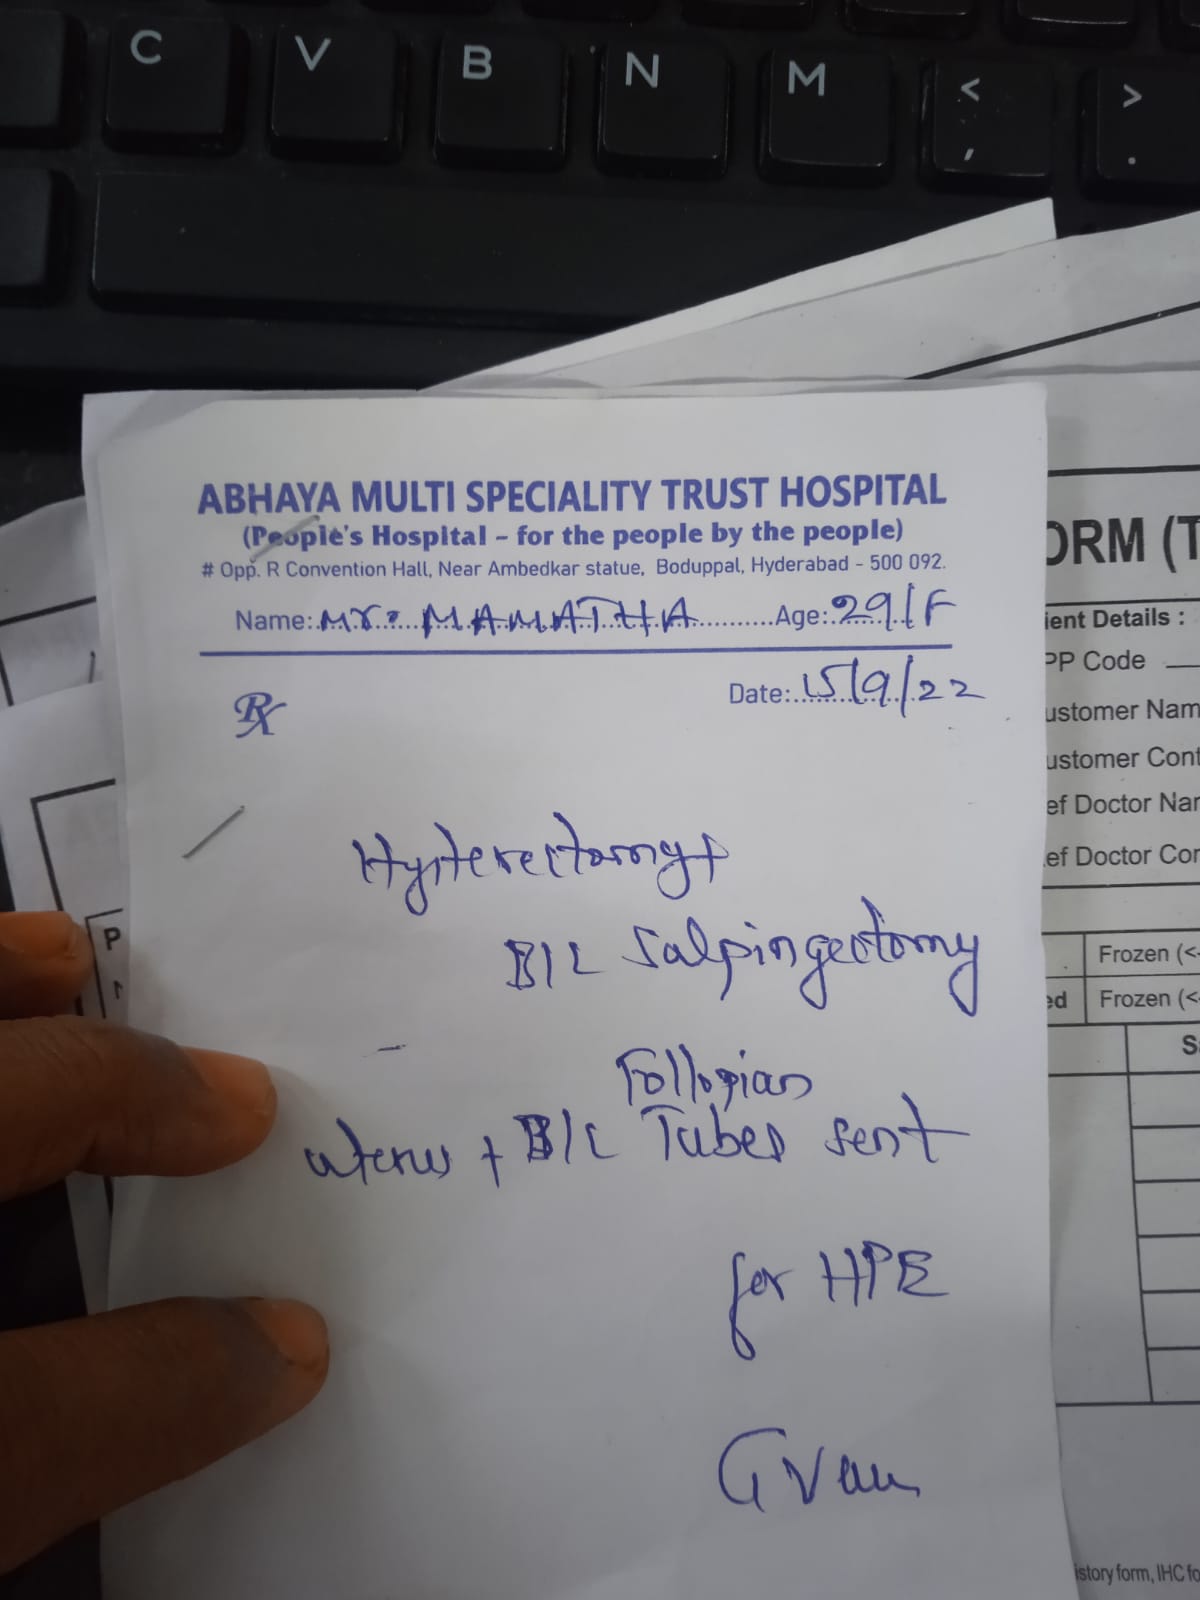 C V B N M < >
, .
ABHAYA MULTI SPECIALITY TRUST HOSPITAL
(People's Hospital - for the people by the people)
# Opp. R Convention Hall, Near Ambedkar statue, Boduppal, Hyderabad - 500 092.
Name: Mr. MAMATHA Age: 29/F
Date: 15/9/22
Rx
Hysterectomy +
B/L Salpingectomy
Follopian
uterus + B/L Tubes sent
for HPE
ORM (T
ient Details :
PP Code
ustomer Nam
ustomer Cont
ef Doctor Nar
ef Doctor Cor
Frozen (<-
ed Frozen (<-
S
P
istory form, IHC fo